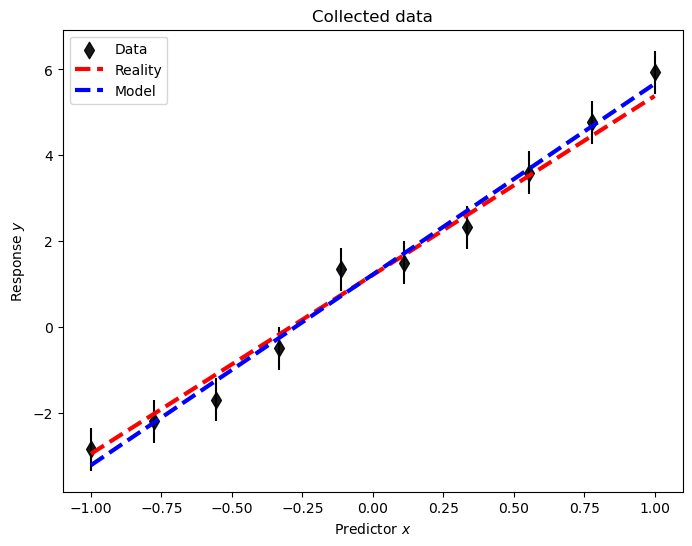 Collected data
Data
Reality
Model
Response y
6
4
2
0
−2
−1.00 −0.75 −0.50 −0.25 0.00 0.25 0.50 0.75 1.00
Predictor x